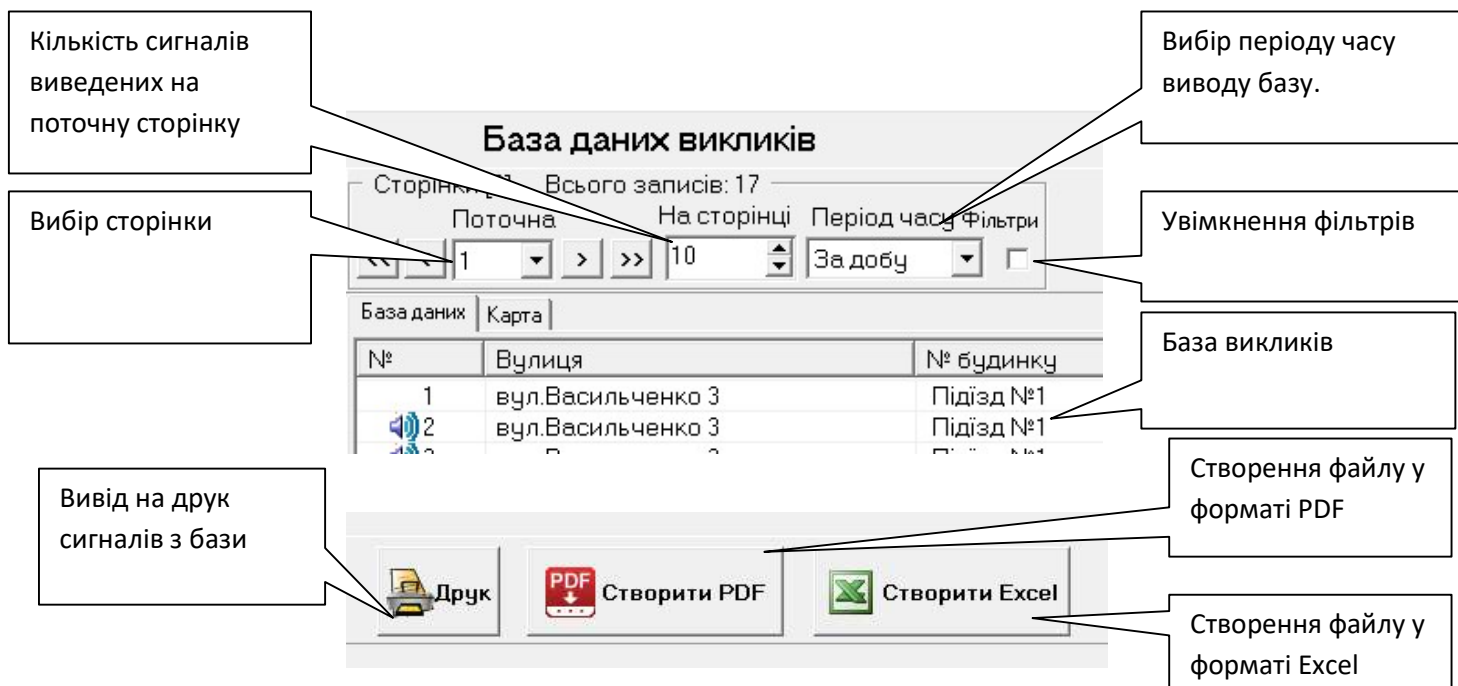 Кількість сигналів
виведених на
поточну сторінку
Вибір періоду часу
виводу базу.
База даних викликів
Сторінки Всього записів: 17
Вибір сторінки
Поточна На сторінці Період часу Фільтри
Увімкнення фільтрів
<< < 1 > >> 10 За добу
База даних Карта
База викликів
№ Вулиця № будинку
1 вул.Васильченко 3 Підїзд №1
2 вул.Васильченко 3 Підїзд №1
Вивід на друк
сигналів з бази
Створення файлу у
форматі PDF
Друк
PDF
Створити PDF
Створити Excel
Створення файлу у
форматі Excel